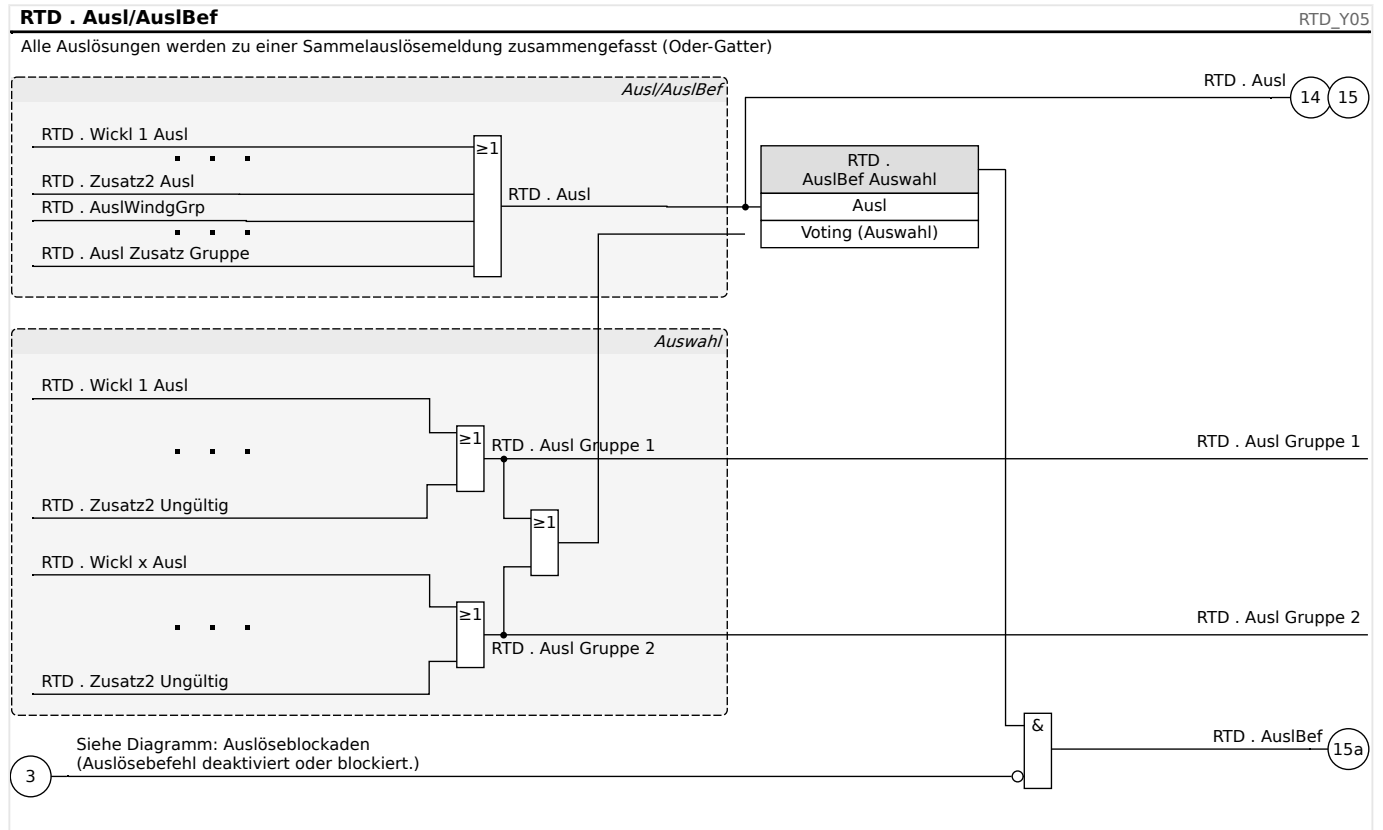 RTD . Ausl/AuslBef
RTD_Y05
Alle Auslösungen werden zu einer Sammelauslösemeldung zusammengefasst (Oder-Gatter)
Ausl/AuslBef
RTD . Ausl
14
15
RTD . Wickl 1 Ausl
≥1
RTD .
AuslBef Auswahl
RTD . Zusatz2 Ausl
RTD . Ausl
Ausl
RTD . AuslWindgGrp
Voting (Auswahl)
RTD . Ausl Zusatz Gruppe
Auswahl
RTD . Wickl 1 Ausl
≥1
RTD . Ausl Gruppe 1
RTD . Ausl Gruppe 1
RTD . Zusatz2 Ungültig
≥1
RTD . Wickl x Ausl
≥1
RTD . Ausl Gruppe 2
RTD . Ausl Gruppe 2
RTD . Zusatz2 Ungültig
&
Siehe Diagramm: Auslöseblockaden
(Auslösebefehl deaktiviert oder blockiert.)
RTD . AuslBef
15a
3